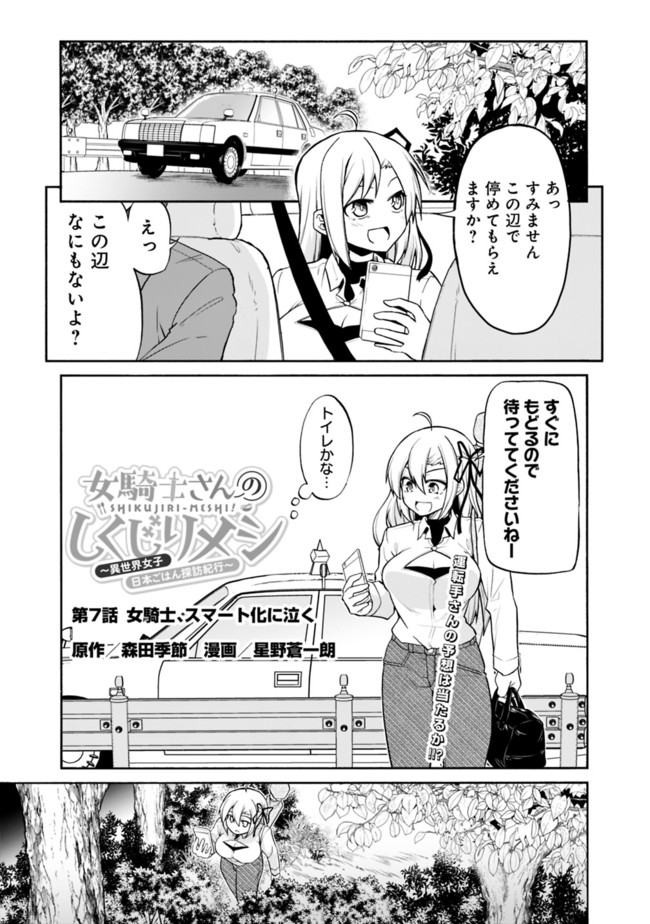 あっ
すみません
この辺で
停めてもらえ
ますか？
えっ
この辺
なにもないよ？
すぐに
もどるので
待っててくださいねー
トイレかな…
女騎士さんの
SHIKUJIRI-MESHI!
しくじりメシ
～異世界女子
日本ごはん探訪紀行～
第7話 女騎士、スマート化に泣く
原作／森田季節 漫画／星野蒼一朗
運転手さんの予想は当たるか!?